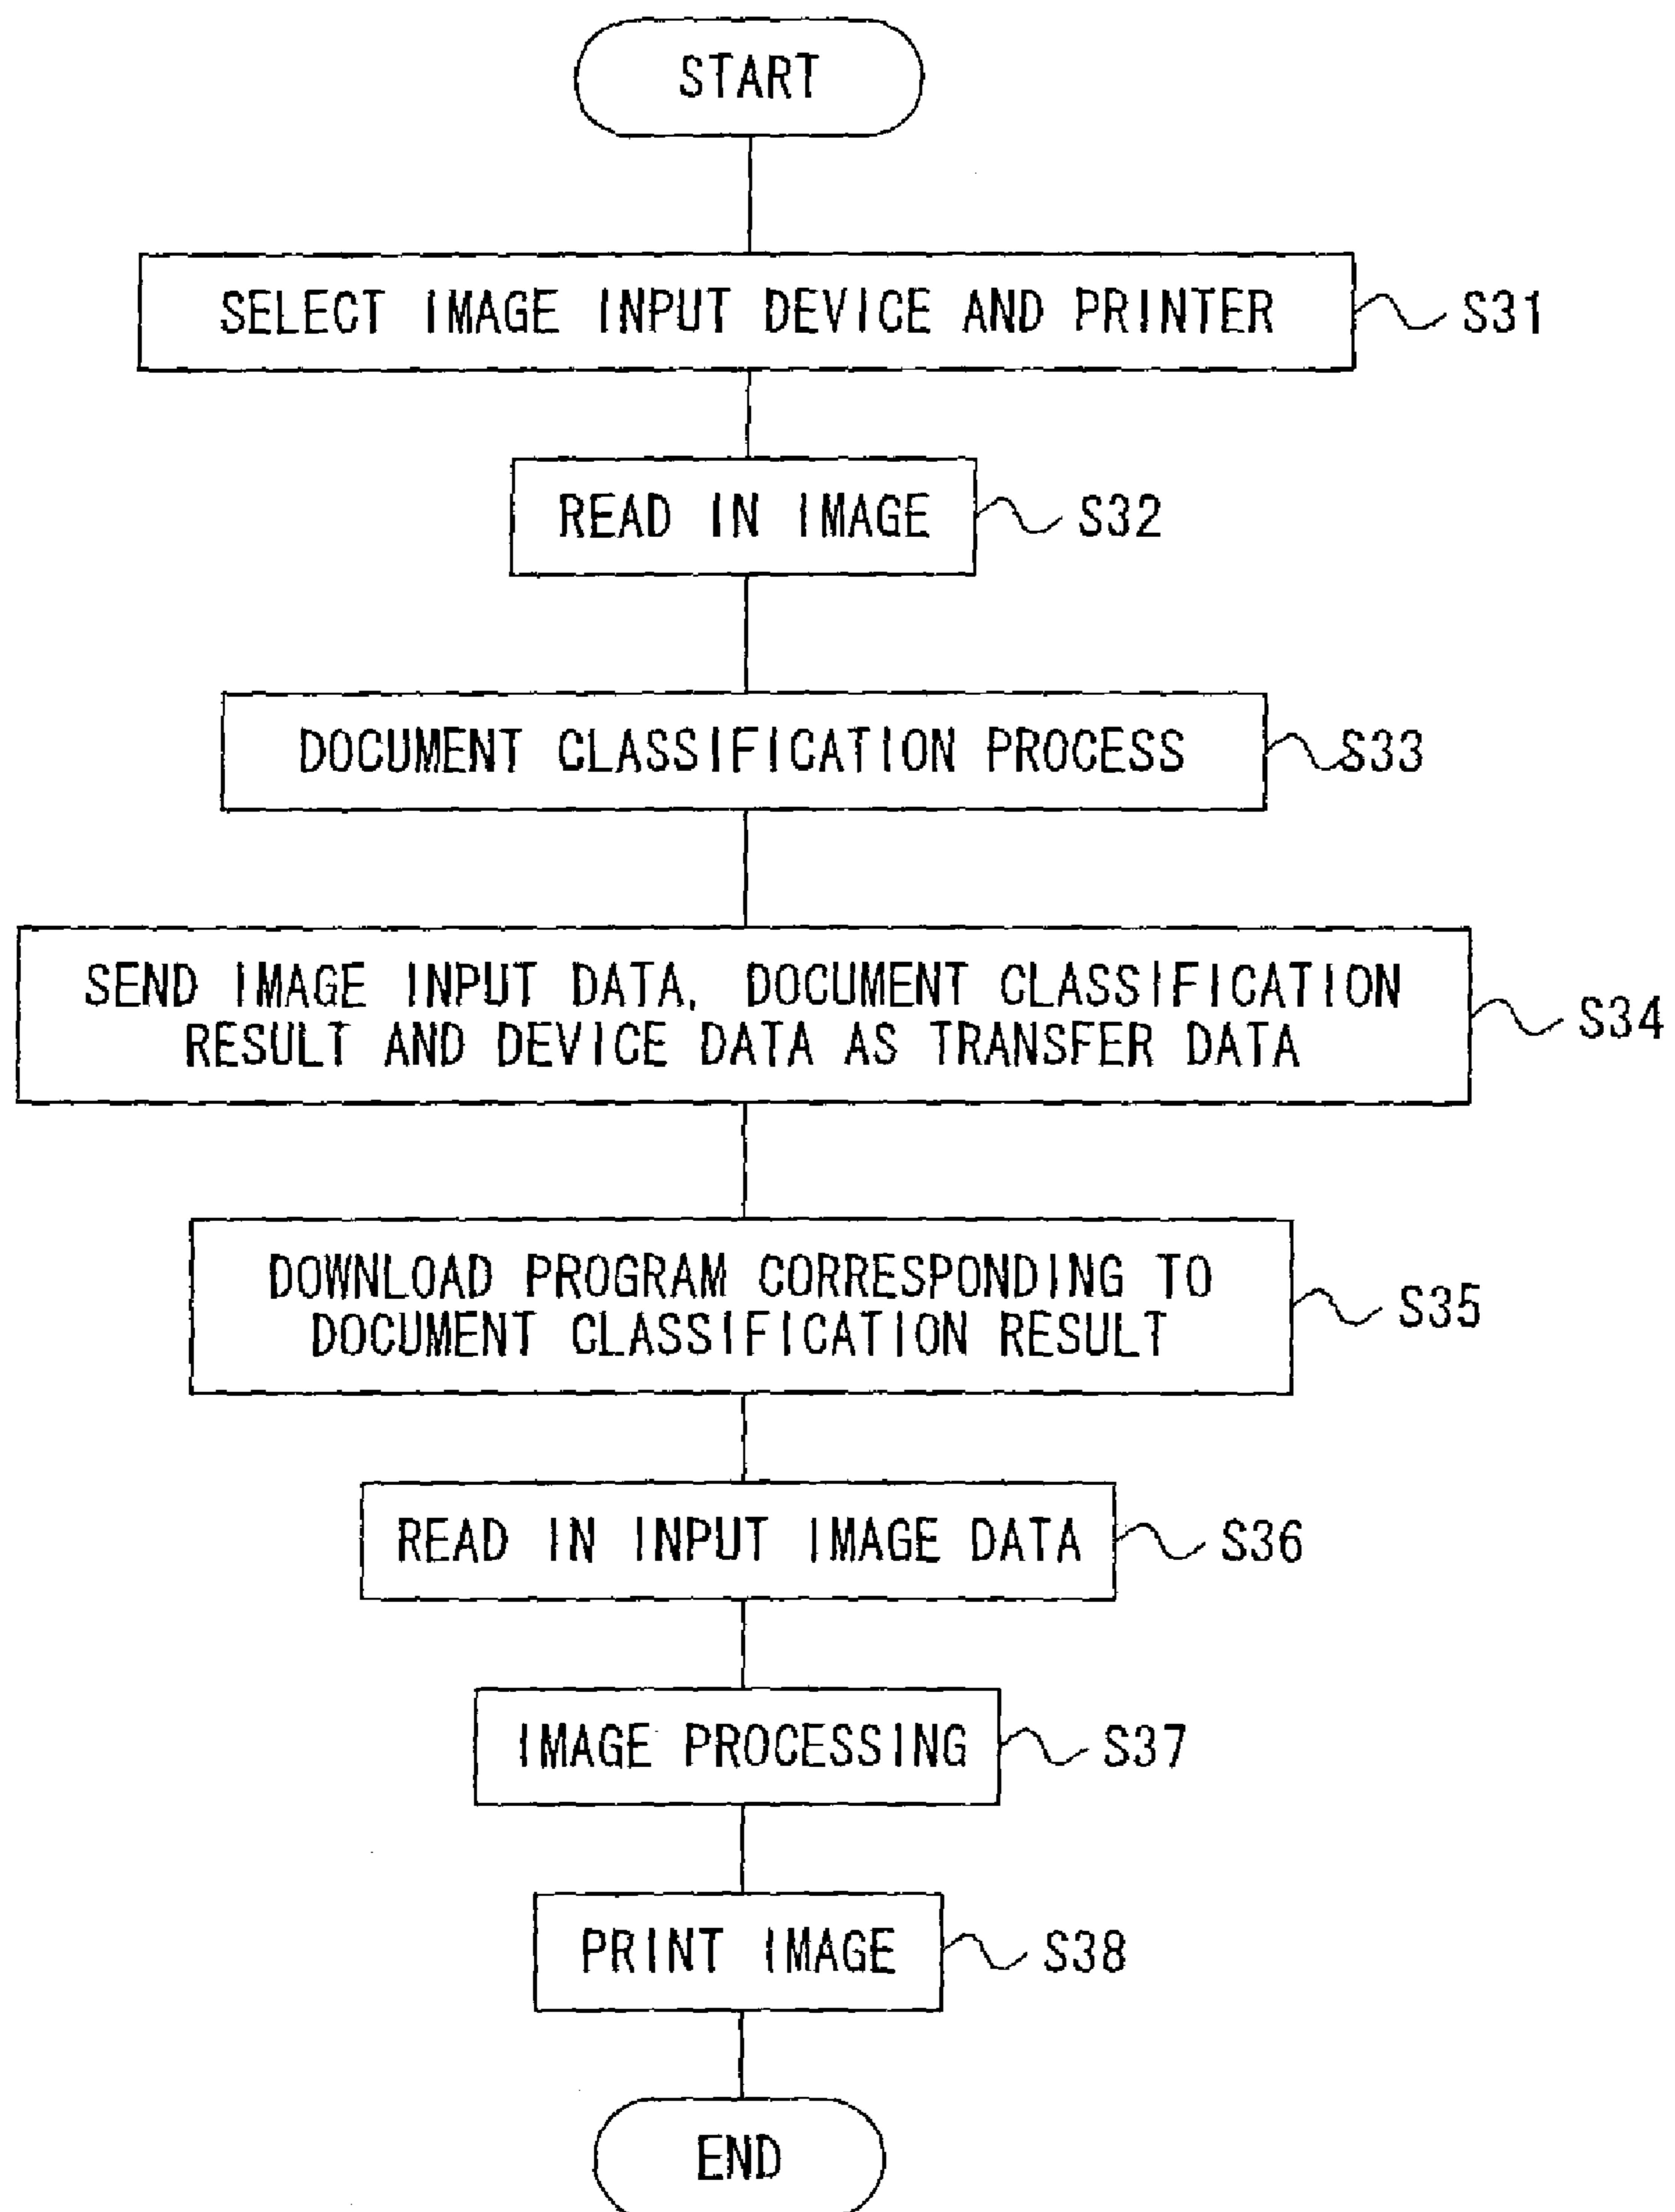 START
SELECT IMAGE INPUT DEVICE AND PRINTER
S31
READ IN IMAGE
S32
DOCUMENT CLASSIFICATION PROCESS
S33
SEND IMAGE INPUT DATA, DOCUMENT CLASSIFICATION
RESULT AND DEVICE DATA AS TRANSFER DATA
S34
DOWNLOAD PROGRAM CORRESPONDING TO
DOCUMENT CLASSIFICATION RESULT
S35
READ IN INPUT IMAGE DATA
S36
IMAGE PROCESSING
S37
PRINT IMAGE
S38
END